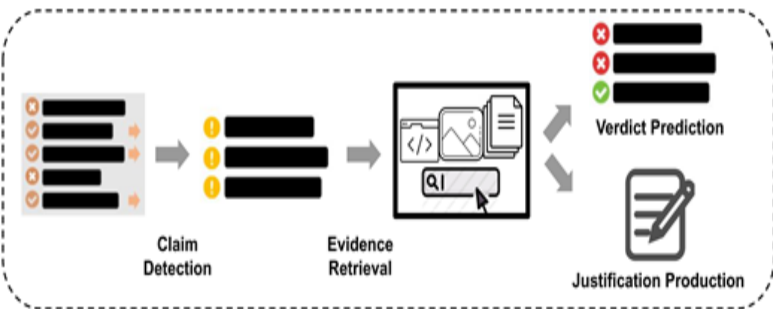 Verdict Prediction
Claim
Detection
Evidence
Retrieval
Justification Production